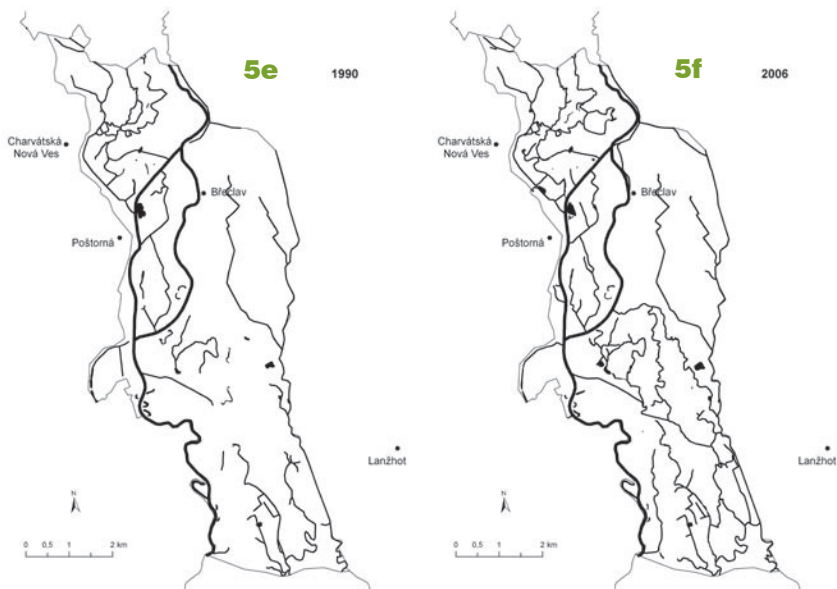 5e
1990
Charvátská
Nová Ves
Břeclav
Poštorná
Lanžhot
N
0 0,5 1 2 km
5f
2006
Charvátská
Nová Ves
Břeclav
Poštorná
Lanžhot
N
0 0,5 1 2 km